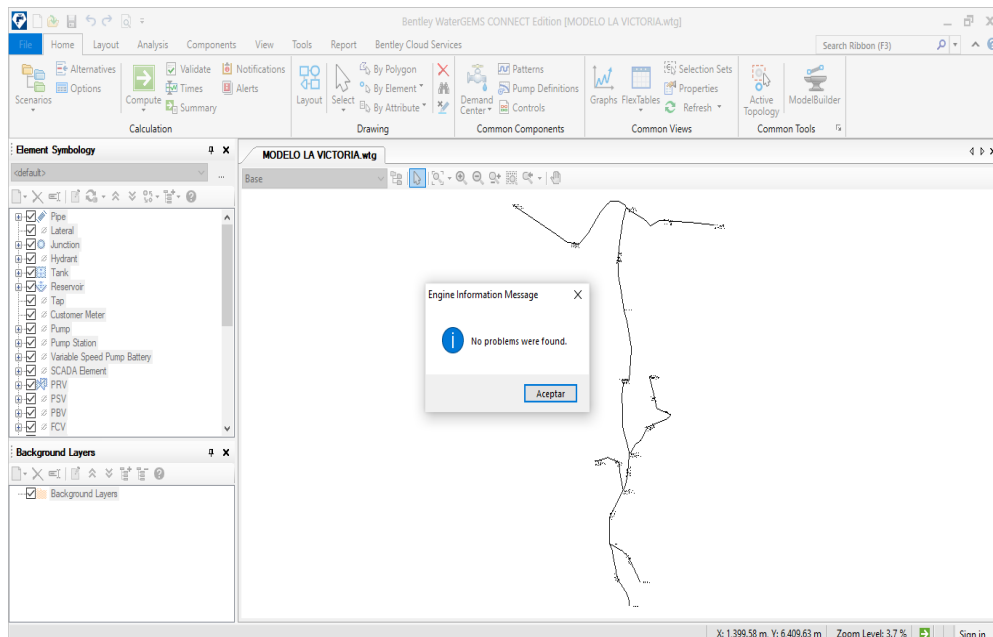 Bentley WaterGEMS CONNECT Edition [MODELO LA VICTORIA.wtg]
File Home Layout Analysis Components View Tools Report Bentley Cloud Services Search Ribbon (F3)
Scenarios
Alternatives
Options
Compute
Validate
Times
Summary
Notifications
Alerts
Calculation
Layout
Select
By Polygon
By Element
By Attribute
Drawing
Demand Center
Patterns
Pump Definitions
Controls
Common Components
Graphs
FlexTables
Selection Sets
Properties
Refresh
Common Views
Active Topology
ModelBuilder
Common Tools
Element Symbology
<default>
...
Pipe
Lateral
Junction
Hydrant
Tank
Reservoir
Tap
Customer Meter
Pump
Pump Station
Variable Speed Pump Battery
SCADA Element
PRV
PSV
PBV
FCV
Background Layers
Background Layers
MODELO LA VICTORIA.wtg
Base
Engine Information Message
No problems were found.
Aceptar
X: 1.399,58 m, Y: 6.409,63 m Zoom Level: 3,7 % Sign in